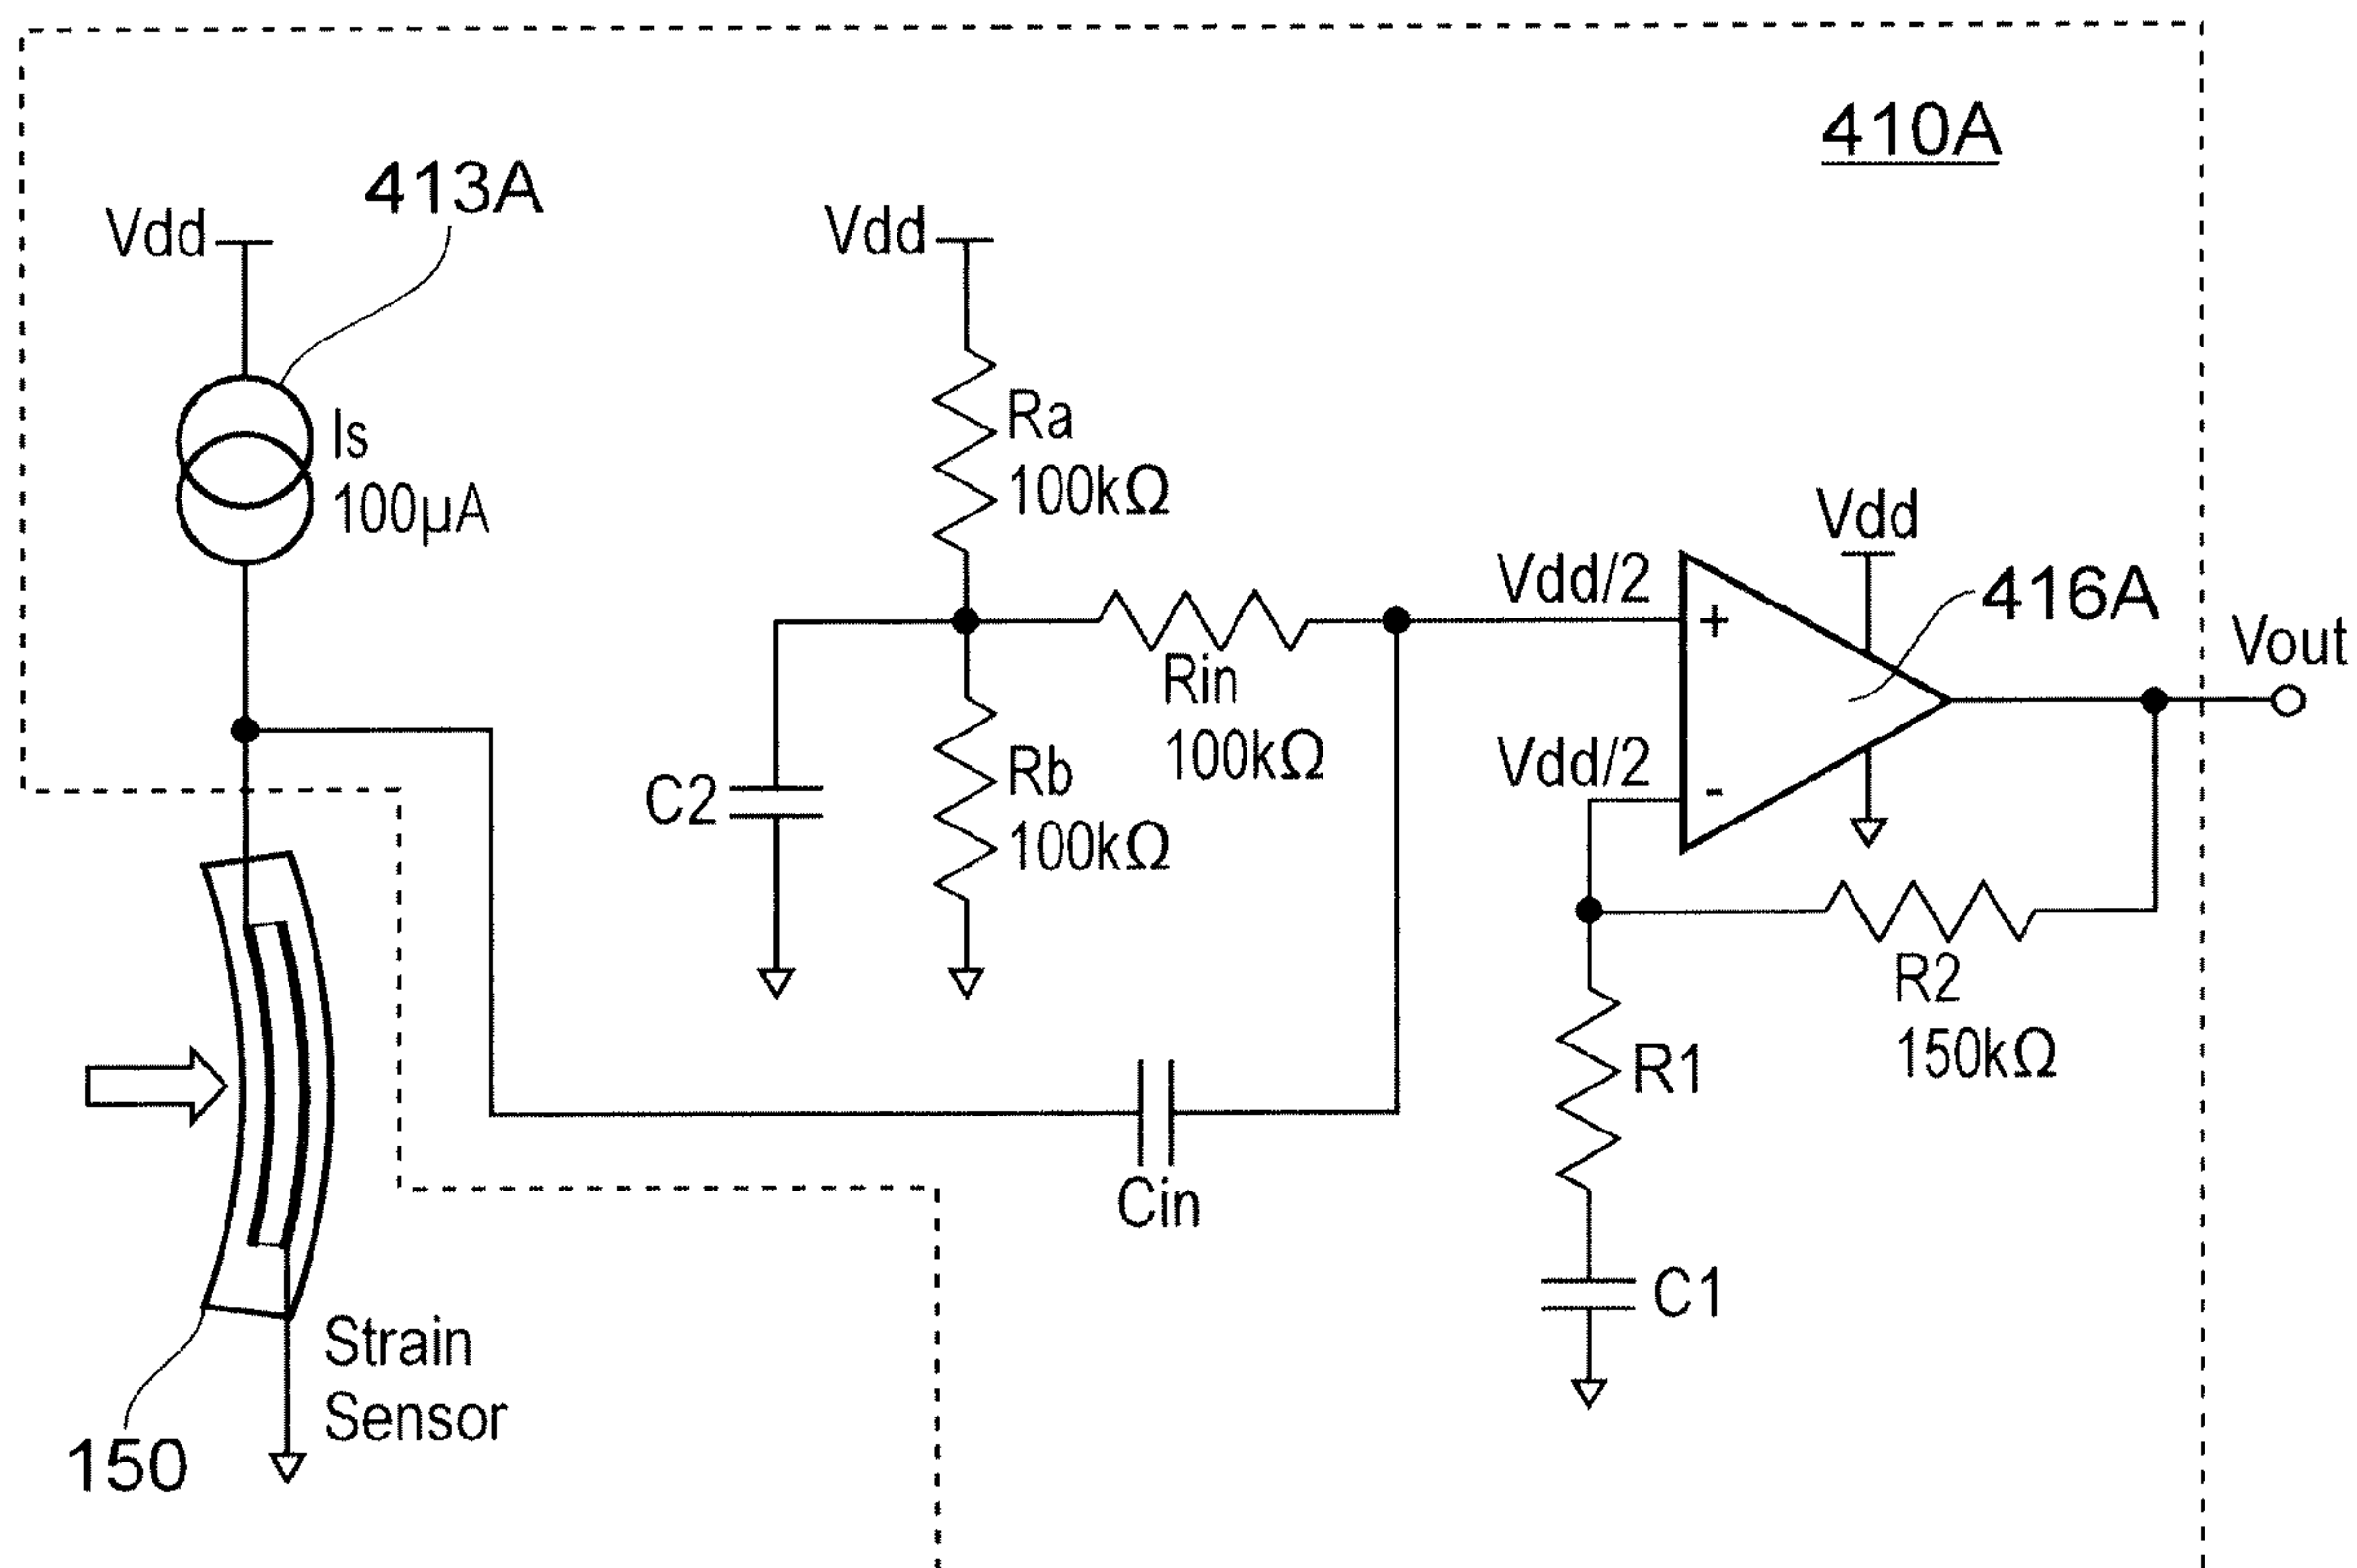 410A
413A
Vdd
Vdd
Is
100µA
Ra
100kΩ
Vdd
Vdd/2
+
416A
Vout
Rin
100kΩ
Vdd/2
-
C2
Rb
100kΩ
R2
150kΩ
R1
Cin
C1
Strain
Sensor
150